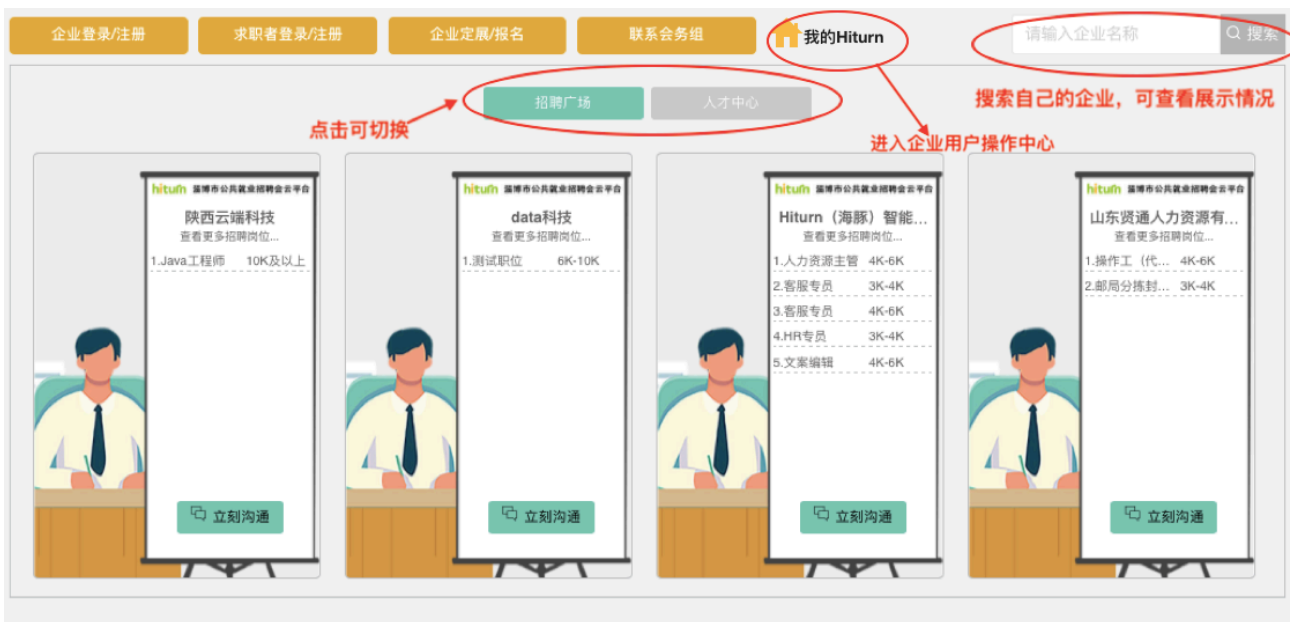 企业登录/注册
求职者登录/注册
企业定展/报名
联系会务组
我的Hiturn
请输入企业名称
搜索
招聘广场
人才中心
搜索自己的企业，可查看展示情况
点击可切换
进入企业用户操作中心
hiturn 淄博市公共就业招聘会云平台
陕西云端科技
查看更多招聘岗位...
1.Java工程师 10K及以上
立刻沟通
hiturn 淄博市公共就业招聘会云平台
data科技
查看更多招聘岗位...
1.测试职位 6K-10K
立刻沟通
hiturn 淄博市公共就业招聘会云平台
Hiturn（海豚）智能...
查看更多招聘岗位...
1.人力资源主管 4K-6K
2.客服专员 3K-4K
3.客服专员 4K-6K
4.HR专员 3K-4K
5.文案编辑 4K-6K
立刻沟通
hiturn 淄博市公共就业招聘会云平台
山东贤通人力资源有...
查看更多招聘岗位...
1.操作工（代... 4K-6K
2.邮局分拣封... 3K-4K
立刻沟通